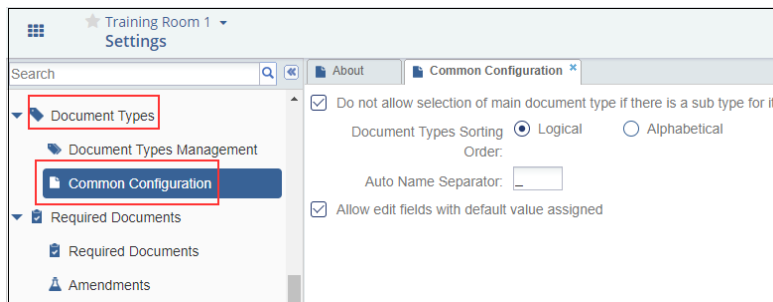 Training Room 1
Settings
Search
About
Common Configuration
Document Types
Document Types Management
Common Configuration
Required Documents
Required Documents
Amendments
Do not allow selection of main document type if there is a sub type for
Document Types Sorting
Order:
Logical
Alphabetical
Auto Name Separator:
_
Allow edit fields with default value assigned